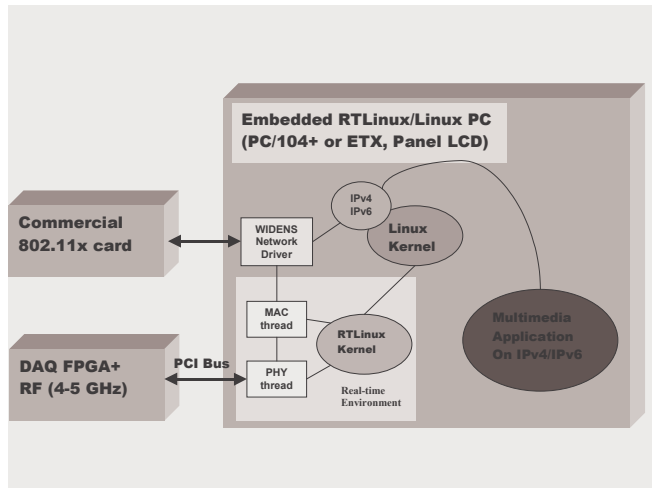 Embedded RTLinux/Linux PC
(PC/104+ or ETX, Panel LCD)
IPv4
IPv6
Commercial
802.11x card
WIDENS
Network
Driver
Linux
Kernel
MAC
thread
RTLinux
Kernel
Multimedia
Application
On IPv4/IPv6
DAQ FPGA+
RF (4-5 GHz)
PCI Bus
PHY
thread
Real-time
Environment